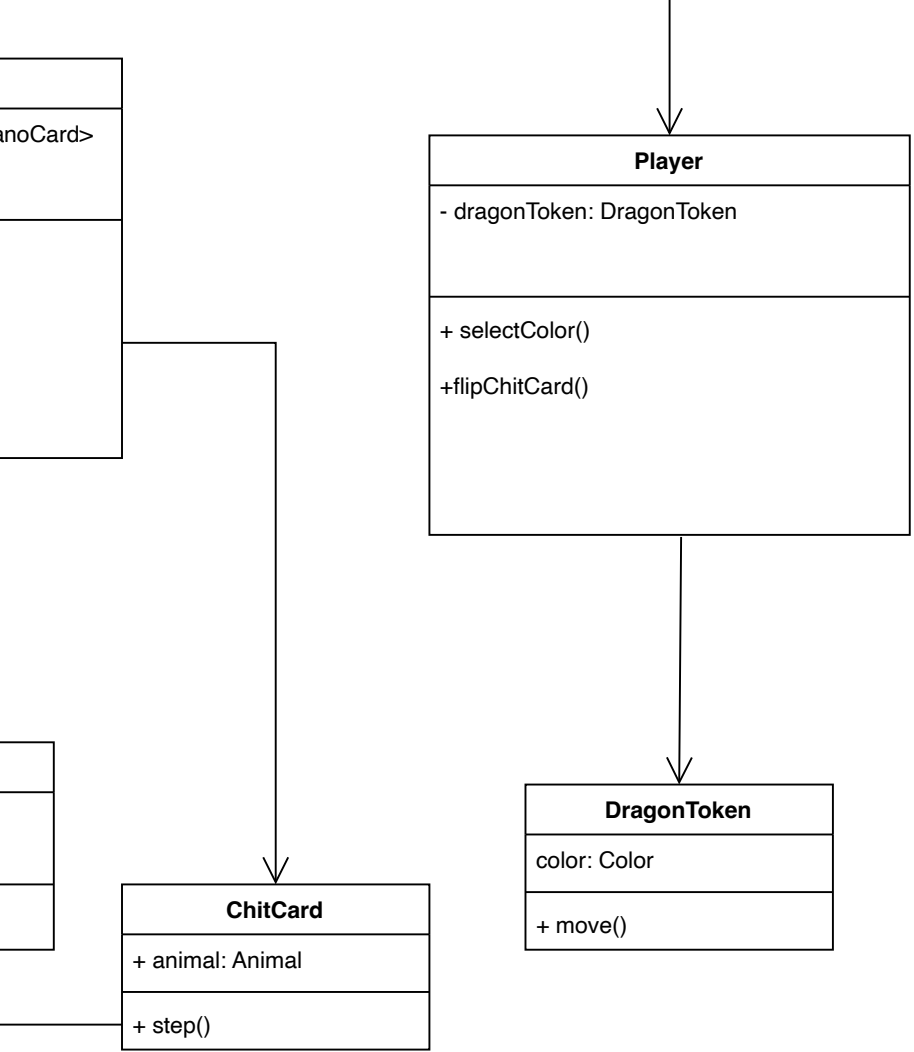 anoCard>
Player
- dragonToken: DragonToken
+ selectColor()
+flipChitCard()
DragonToken
color: Color
+ move()
ChitCard
+ animal: Animal
+ step()